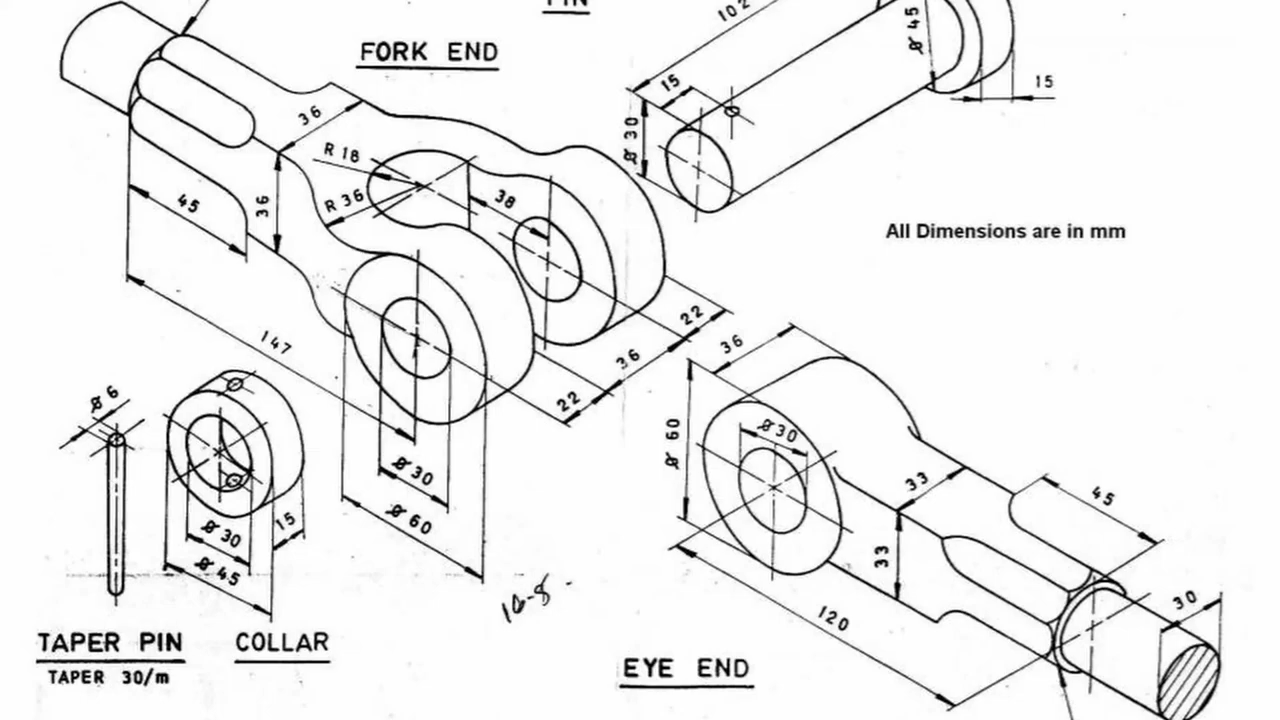 PIN
FORK END
102
15
Ø 45
15
Ø 30
36
R 18
R 36
38
36
45
147
22
36
22
Ø 30
Ø 60
All Dimensions are in mm
Ø 6
Ø 30
Ø 45
15
TAPER PIN
TAPER 30/m
COLLAR
36
Ø 60
Ø 30
33
33
45
120
30
EYE END